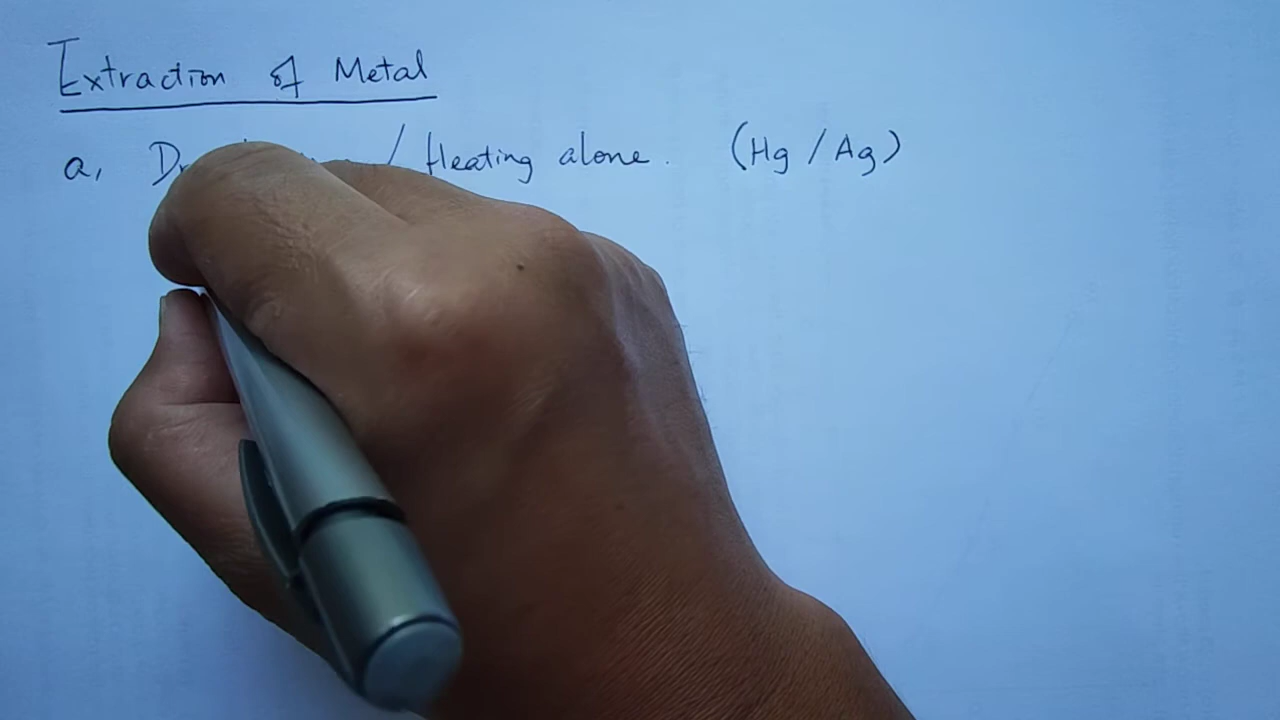 Extraction of Metal
a, / Heating alone. (Hg / Ag)